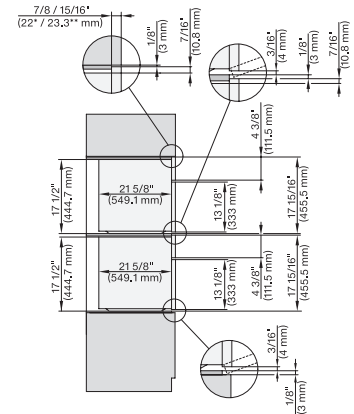 7/8 / 15/16"
(22* / 23.3** mm)
1/8"
(3 mm)
7/16"
(10.8 mm)
3/16"
(4 mm)
1/8"
(3 mm)
7/16"
(10.8 mm)
4 3/8"
(111.5 mm)
17 1/2"
(444.7 mm)
21 5/8"
(549.1 mm)
13 1/8"
(333 mm)
17 15/16"
(455.5 mm)
17 1/2"
(444.7 mm)
21 5/8"
(549.1 mm)
13 1/8"
(333 mm)
4 3/8"
(111.5 mm)
17 15/16"
(455.5 mm)
3/16"
(4 mm)
1/8"
(3 mm)